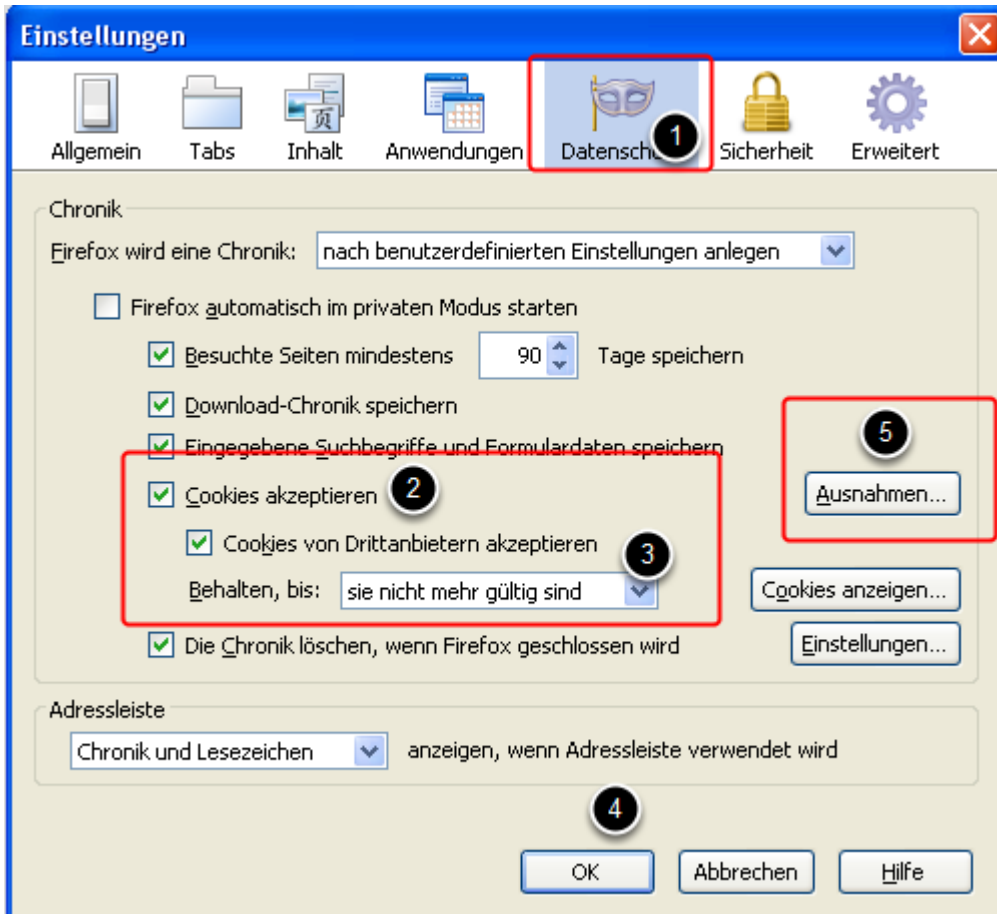 Einstellungen
Allgemein Tabs Inhalt Anwendungen Datensch 1 Sicherheit Erweitert
页
Chronik
Firefox wird eine Chronik: nach benutzerdefinierten Einstellungen anlegen
Firefox automatisch im privaten Modus starten
Besuchte Seiten mindestens 90 Tage speichern
Download-Chronik speichern
5
Eingegebene Suchbegriffe und Formulardaten speichern
Cookies akzeptieren 2 Ausnahmen...
Cookies von Drittanbietern akzeptieren 3
Behalten, bis: sie nicht mehr gültig sind Cookies anzeigen...
Die Chronik löschen, wenn Firefox geschlossen wird Einstellungen...
Adressleiste
Chronik und Lesezeichen anzeigen, wenn Adressleiste verwendet wird
4
OK Abbrechen Hilfe